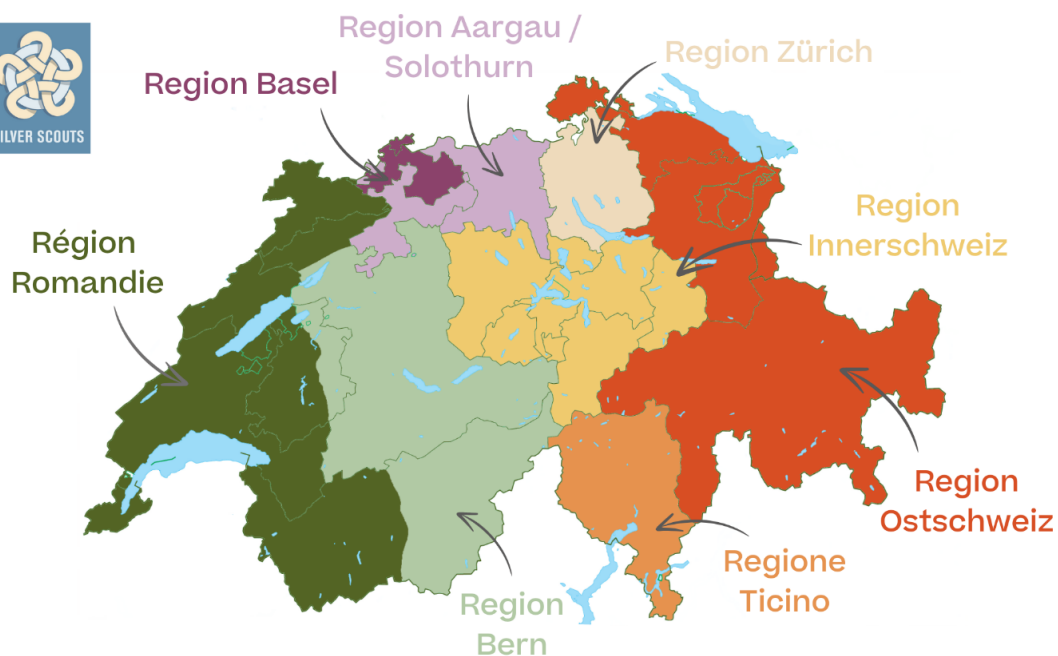 Region Aargau /
Solothurn
Region Zürich
Region Basel
ILVER SCOUTS
Region
Innerschweiz
Région
Romandie
Region
Ostschweiz
Regione
Ticino
Region
Bern